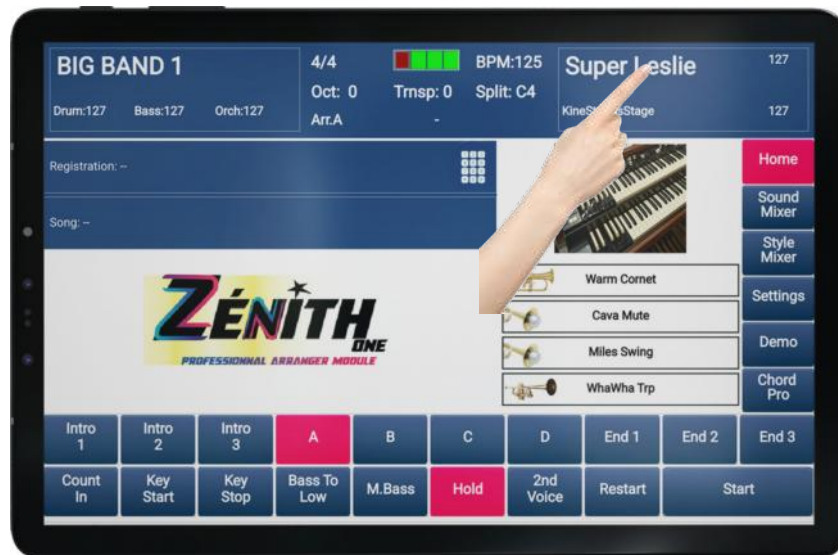 BIG BAND 1
Drum:127 Bass:127 Orch:127
4/4 BPM:125
Oct: 0 Trnsp: 0 Split: C4
Arr.A -
Super Leslie 127
127
Registration: --
Song: --
ZÉNITH
ONE
PROFESSIONNAL ARRANGER MODULE
Warm Cornet
Cava Mute
Miles Swing
WhaWha Trp
Home
Sound
Mixer
Style
Mixer
Settings
Demo
Chord
Pro
Intro
1
Intro
2
Intro
3
A
B
C
D
End 1
End 2
End 3
Count
In
Key
Start
Key
Stop
Bass To
Low
M.Bass
Hold
2nd
Voice
Restart
Start